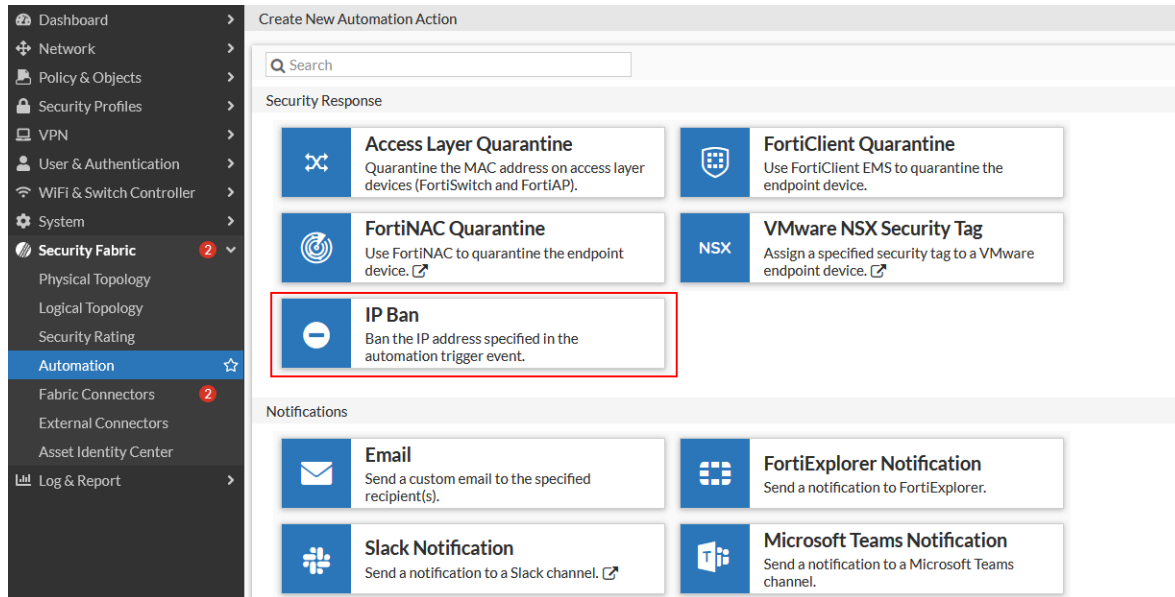 Dashboard
Network
Policy & Objects
Security Profiles
VPN
User & Authentication
WiFi & Switch Controller
System
Security Fabric 2
Physical Topology
Logical Topology
Security Rating
Automation
Fabric Connectors 2
External Connectors
Asset Identity Center
Log & Report
Create New Automation Action
Search
Security Response
Access Layer Quarantine
Quarantine the MAC address on access layer
devices (FortiSwitch and FortiAP).
FortiClient Quarantine
Use FortiClient EMS to quarantine the
endpoint device.
FortiNAC Quarantine
Use FortiNAC to quarantine the endpoint
device.
NSX
VMware NSX Security Tag
Assign a specified security tag to a VMware
endpoint device.
IP Ban
Ban the IP address specified in the
automation trigger event.
Notifications
Email
Send a custom email to the specified
recipient(s).
FortiExplorer Notification
Send a notification to FortiExplorer.
Slack Notification
Send a notification to a Slack channel.
T
Microsoft Teams Notification
Send a notification to a Microsoft Teams
channel.